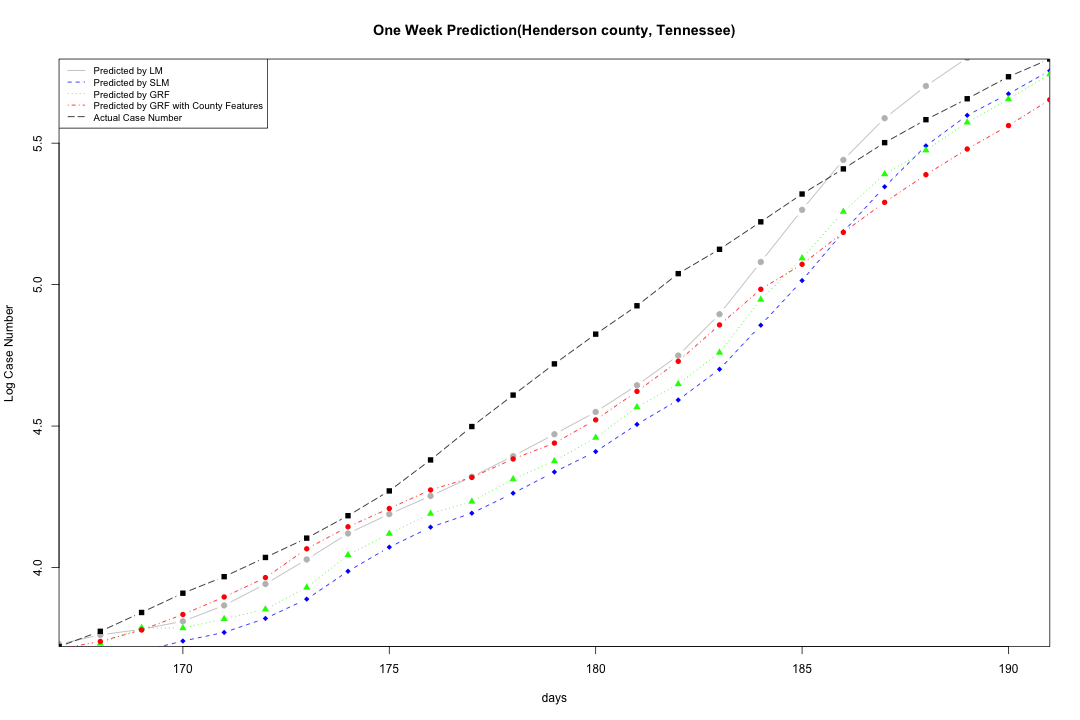 One Week Prediction(Henderson county, Tennessee)
Predicted by LM
Predicted by SLM
Predicted by GRF
Predicted by GRF with County Features
Actual Case Number
Log Case Number
5.5
5.0
4.5
4.0
170 175 180 185 190
days